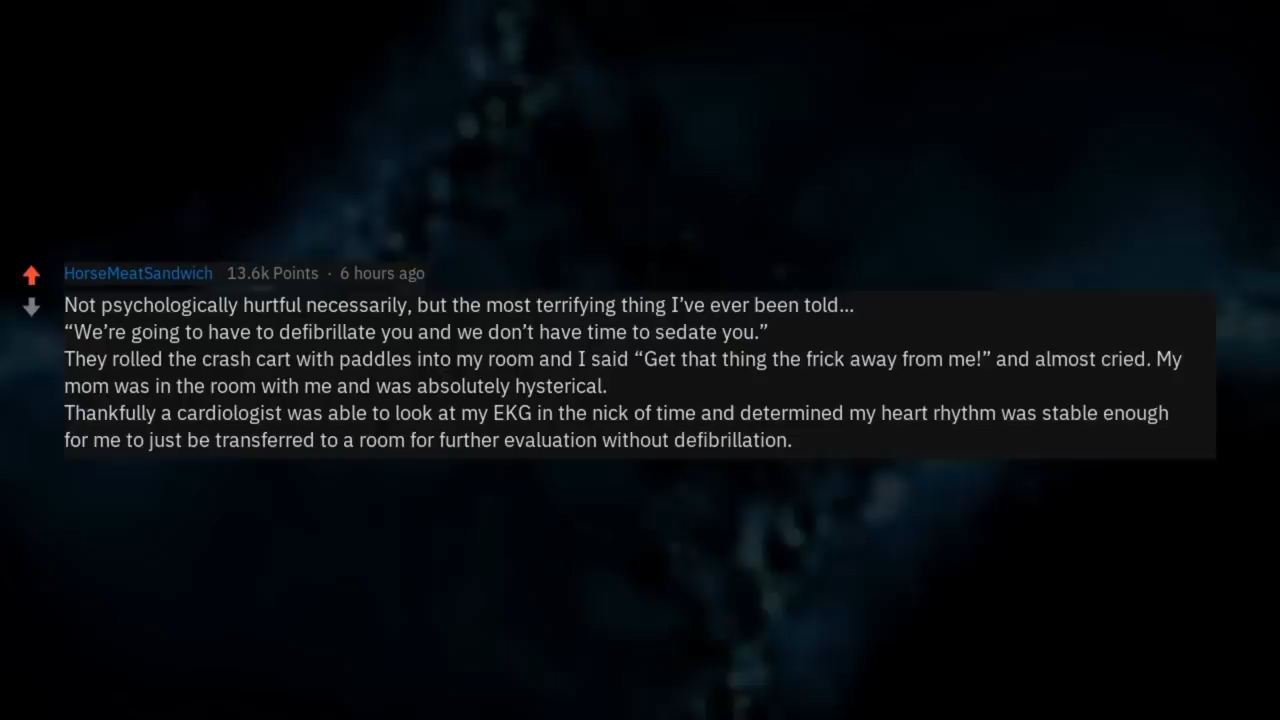 HorseMeatSandwich 13.6k Points · 6 hours ago
Not psychologically hurtful necessarily, but the most terrifying thing I’ve ever been told...
“We’re going to have to defibrillate you and we don’t have time to sedate you.”
They rolled the crash cart with paddles into my room and I said “Get that thing the frick away from me!” and almost cried. My
mom was in the room with me and was absolutely hysterical.
Thankfully a cardiologist was able to look at my EKG in the nick of time and determined my heart rhythm was stable enough
for me to just be transferred to a room for further evaluation without defibrillation.